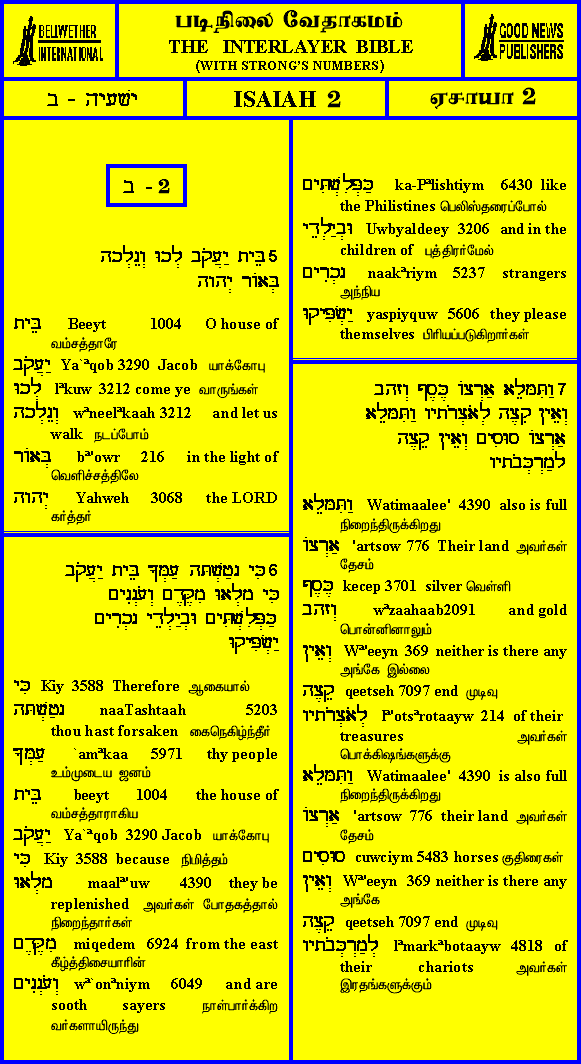 BELLWETHER
INTERNATIONAL
படிநிலை வேதாகமம்
THE INTERLAYER BIBLE
(WITH STRONG'S NUMBERS)
GOOD NEWS
PUBLISHERS
ישעיה - ב
ISAIAH 2
ஏசாயா 2
ב - 2
5 בֵּית יַעֲקֹב לְכוּ וְנֵלְכָה
בְּאוֹר יְהוָה
בֵּית Beeyt 1004 O house of
வம்சத்தாரே
יַעֲקֹב Ya`ªqob 3290 Jacob யாக்கோபு
לְכוּ lªkuw 3212 come ye வாருங்கள்
וְנֵלְכָה wªneelªkaah 3212 and let us
walk நடப்போம்
בְּאוֹר bª'owr 216 in the light of
வெளிச்சத்திலே
יְהוָה Yahweh 3068 the LORD
கர்த்தர்
6 כִּי נָטַשְׁתָּה עַמְּךָ בֵּית יַעֲקֹב
כִּי מָלְאוּ מִקֶּדֶם וְעֹנְנִים
כַּפְּלִשְׁתִּים וּבְיַלְדֵי נָכְרִים
יַשְׂפִּיקוּ
כִּי Kiy 3588 Therefore ஆகையால்
נָטַשְׁתָּה naaTashtaah 5203
thou hast forsaken கைநெகிழ்ந்தீர்
עַמְּךָ `amªkaa 5971 thy people
உம்முடைய ஜனம்
בֵּית beeyt 1004 the house of
வம்சத்தாராகிய
יַעֲקֹב Ya`ªqob 3290 Jacob யாக்கோபு
כִּי Kiy 3588 because நிமித்தம்
מָלְאוּ maalª'uw 4390 they be
replenished அவர்கள் போதகத்தால்
நிறைந்தார்கள்
מִקֶּדֶם miqedem 6924 from the east
கீழ்த்திசையாரின்
וְעֹנְנִים wª`onªniym 6049 and are
sooth sayers நாள்பார்க்கிற
வர்களாயிருந்து
כַּפְּלִשְׁתִּים ka-Pªlishtiym 6430 like
the Philistines பெலிஸ்தரைப்போல்
וּבְיַלְדֵי Uwbyaldeey 3206 and in the
children of புத்திரர்மேல்
נָכְרִים naakªriym 5237 strangers
அந்நிய
יַשְׂפִּיקוּ yaspiyquw 5606 they please
themselves பிரியப்படுகிறார்கள்
7 וַתִּמָּלֵא אַרְצוֹ כֶּסֶף וְזָהָב
וְאֵין קֵצֶה לְאֹצְרֹתָיו וַתִּמָּלֵא
אַרְצוֹ סוּסִים וְאֵין קֵצֶה
לְמַרְכְּבֹתָיו
וַתִּמָּלֵא Watimaalee' 4390 also is full
நிறைந்திருக்கிறது
אַרְצוֹ 'artsow 776 Their land அவர்கள்
தேசம்
כֶּסֶף kecep 3701 silver வெள்ளி
וְזָהָב wªzaahaab2091 and gold
பொன்னினாலும்
וְאֵין Wª'eeyn 369 neither is there any
அங்கே இல்லை
קֵצֶה qeetseh 7097 end முடிவு
לְאֹצְרֹתָיו lª'otsªrotaayw 214 of their
treasures அவர்கள்
பொக்கிஷங்களுக்கு
וַתִּמָּלֵא Watimaalee' 4390 is also full
நிறைந்திருக்கிறது
אַרְצוֹ 'artsow 776 their land அவர்கள்
தேசம்
סוּסִים cuwciym 5483 horses குதிரைகள்
וְאֵין Wª'eeyn 369 neither is there any
அங்கே
קֵצֶה qeetseh 7097 end முடிவு
לְמַרְכְּבֹתָיו lªmarkªbotaayw 4818 of
their chariots அவர்கள்
இரதங்களுக்கும்